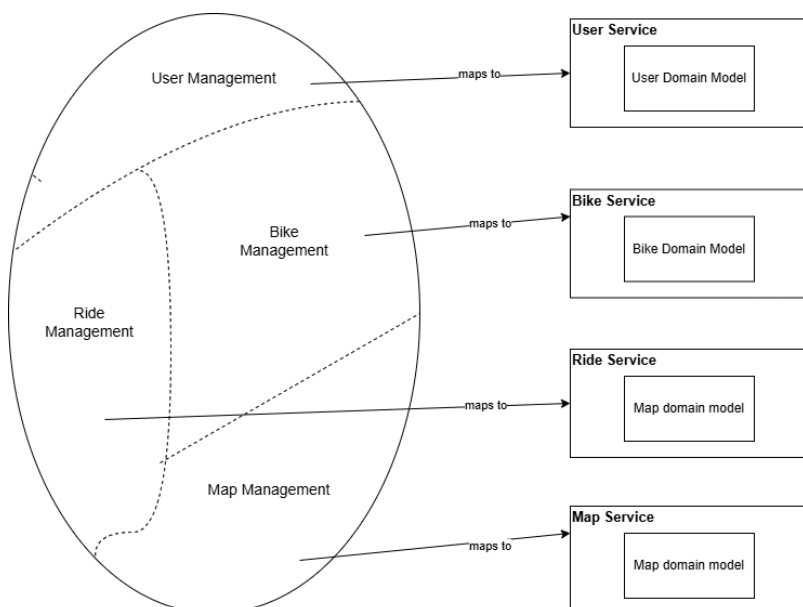 User Management
maps to
User Service
User Domain Model
Bike
Management
maps to
Bike Service
Bike Domain Model
Ride
Management
maps to
Ride Service
Map domain model
Map Management
maps to
Map Service
Map domain model